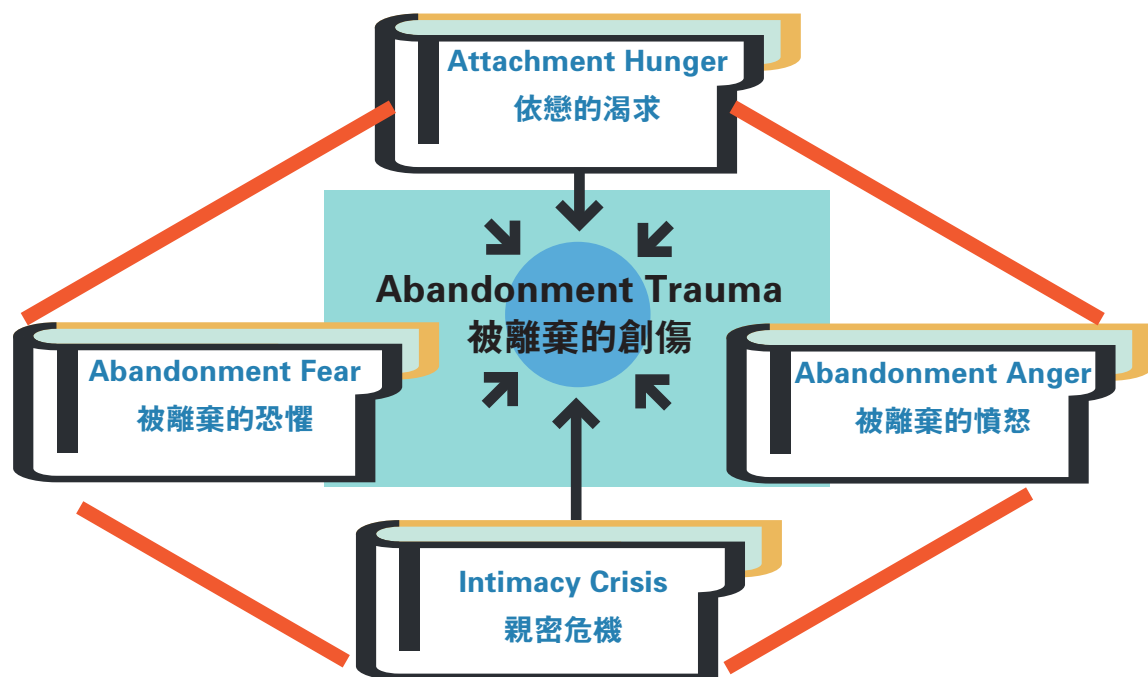 Attachment Hunger
依戀的渴求
Abandonment Trauma
被離棄的創傷
Abandonment Fear
被離棄的恐懼
Abandonment Anger
被離棄的憤怒
Intimacy Crisis
親密危機